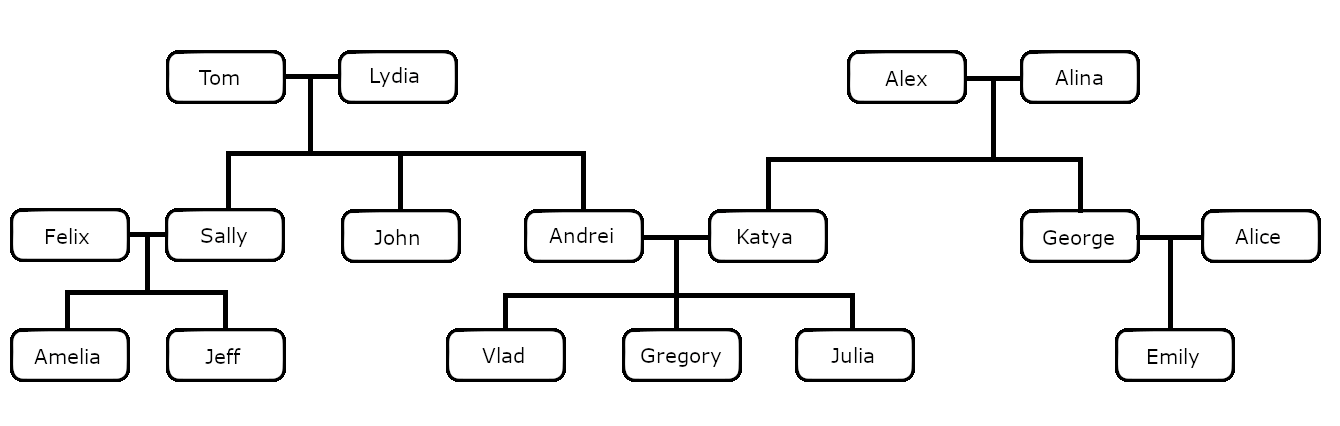 Tom
Lydia
Alex
Alina
Felix
Sally
John
Andrei
Katya
George
Alice
Amelia
Jeff
Vlad
Gregory
Julia
Emily